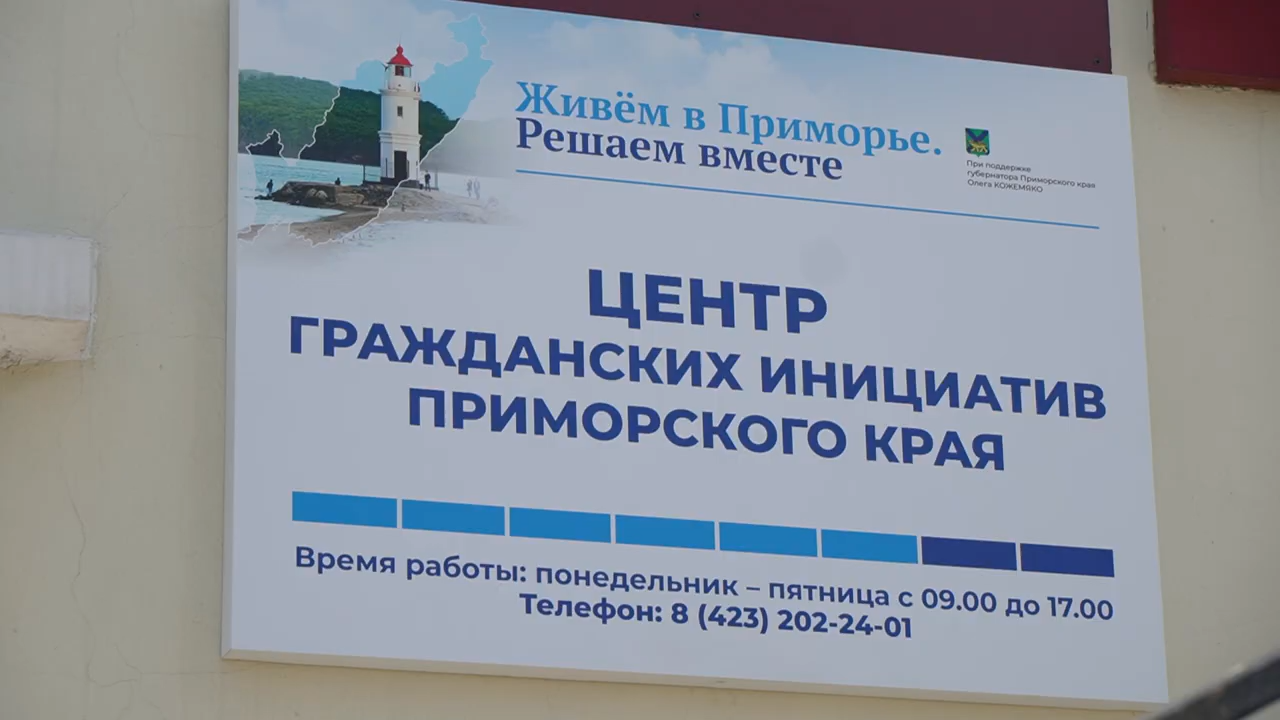 Живём в Приморье.
Решаем вместе
При поддержке
губернатора Приморского края
Олега КОЖЕМЯКО
ЦЕНТР
ГРАЖДАНСКИХ ИНИЦИАТИВ
ПРИМОРСКОГО КРАЯ
Время работы: понедельник – пятница с 09.00 до 17.00
Телефон: 8 (423) 202-24-01